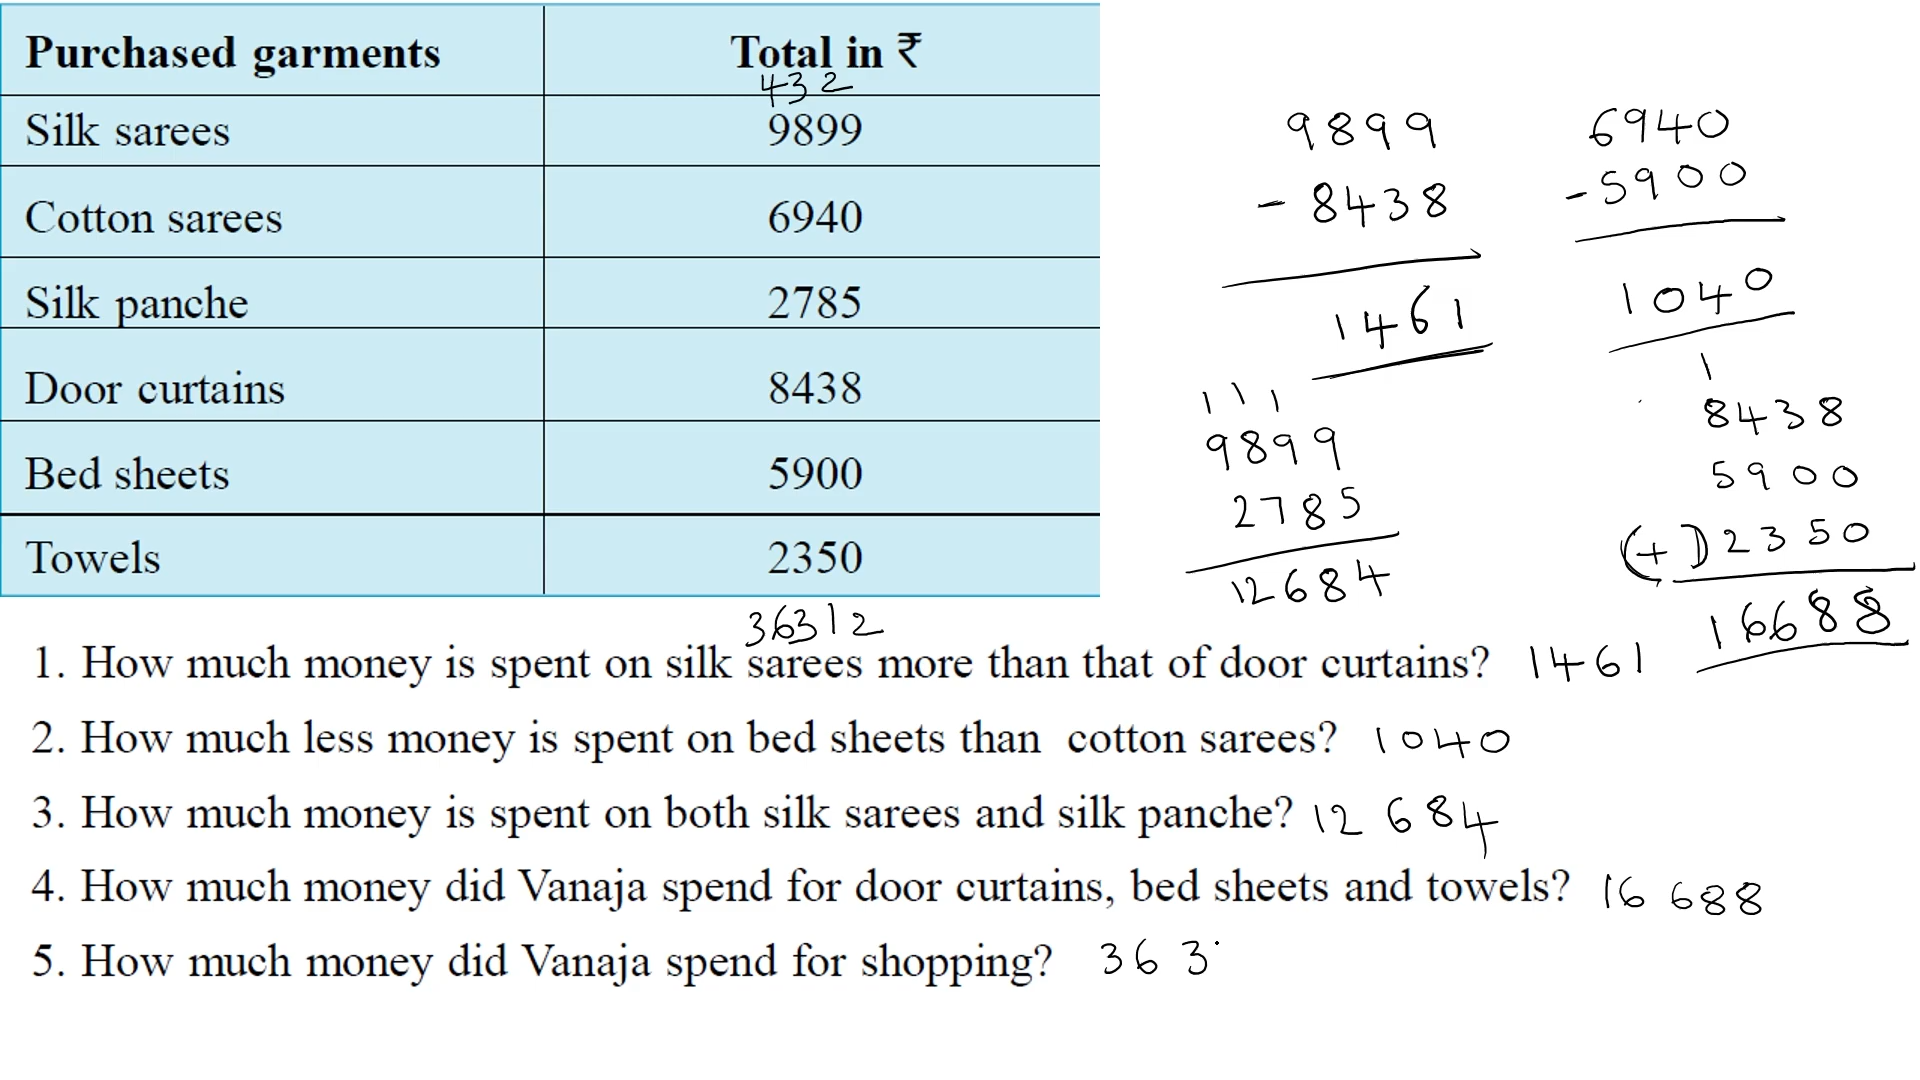 Purchased garments Total in ₹
432
Silk sarees 9899
Cotton sarees 6940
Silk panche 2785
Door curtains 8438
Bed sheets 5900
Towels 2350
36312
9899
- 8438
1461
6940
- 5900
1040
1 1 1
9899
2785
12684
1
8438
5900
(+) 2350
16688
1. How much money is spent on silk sarees more than that of door curtains? 1461
2. How much less money is spent on bed sheets than cotton sarees? 1040
3. How much money is spent on both silk sarees and silk panche? 12 684
4. How much money did Vanaja spend for door curtains, bed sheets and towels? 16 688
5. How much money did Vanaja spend for shopping? 36 3